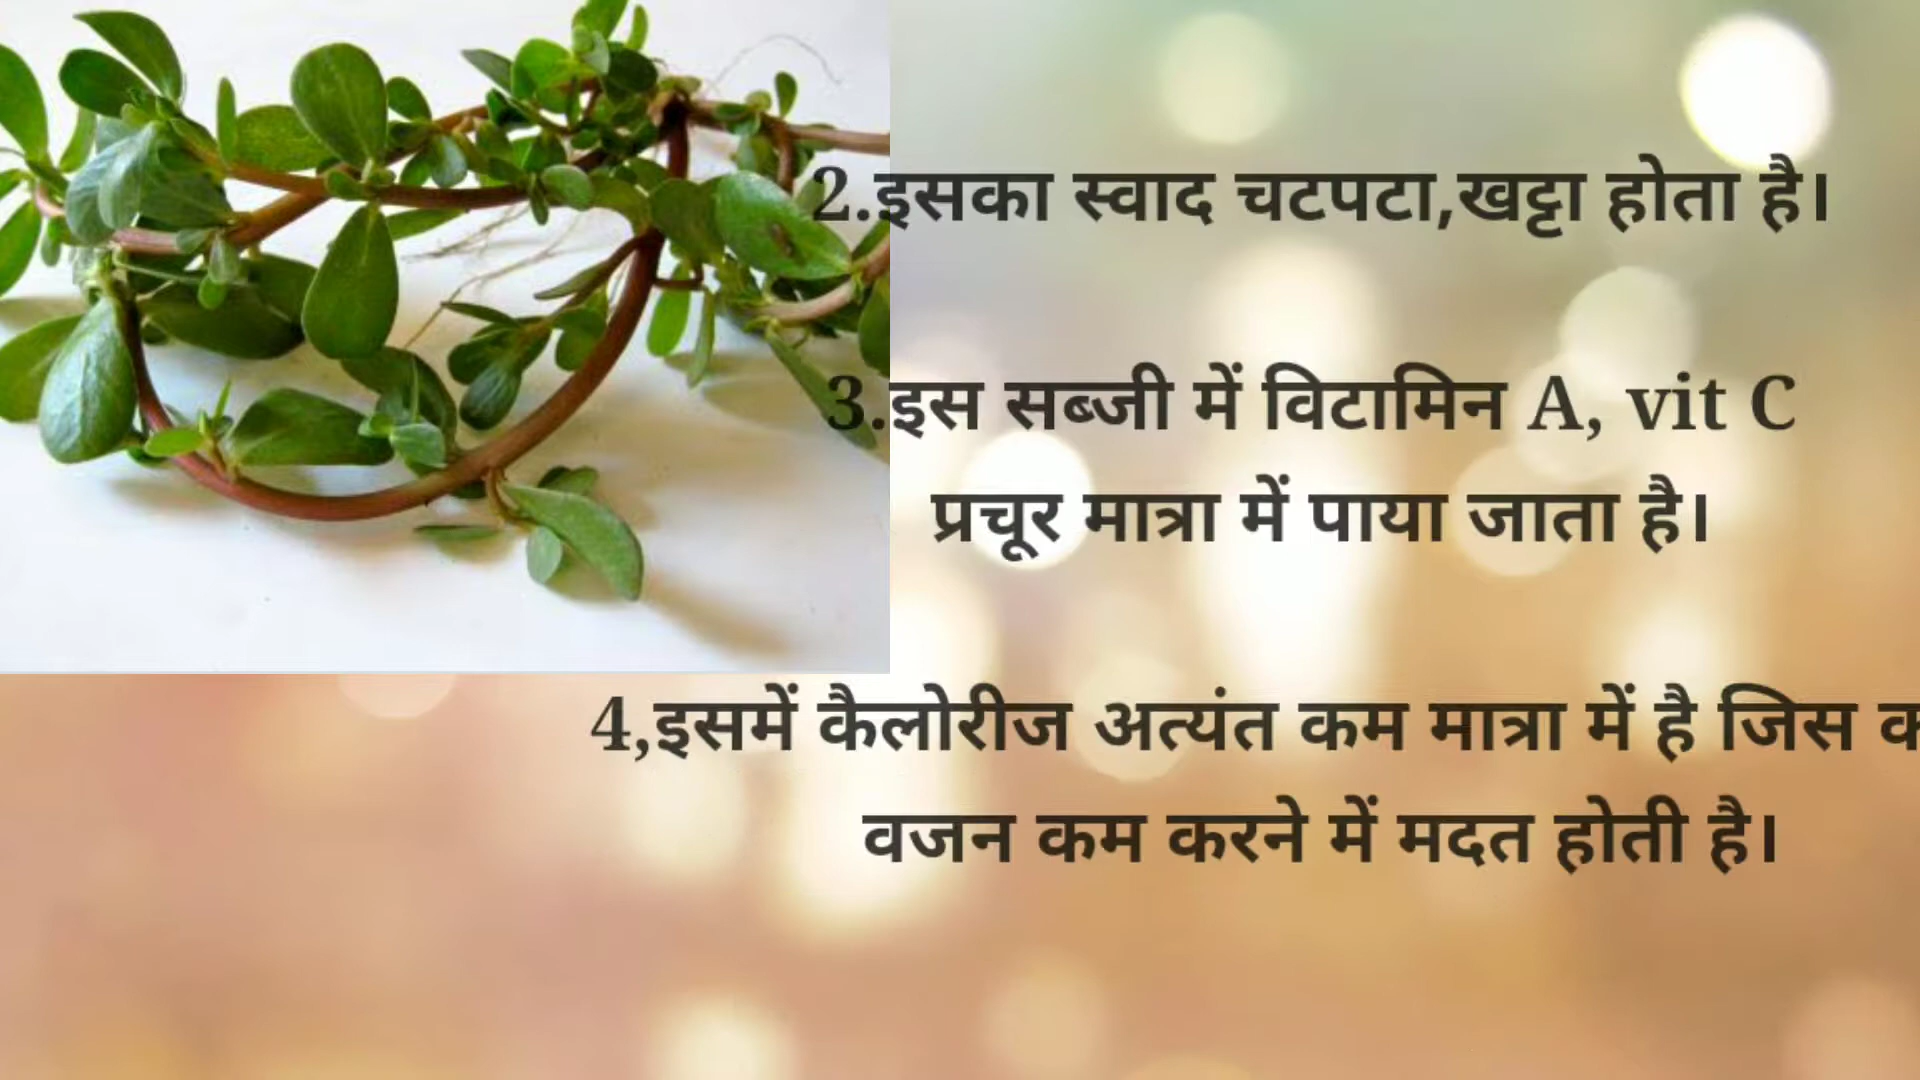 2.इसका स्वाद चटपटा,खट्टा होता है।
3.इस सब्जी में विटामिन A, vit C
प्रचूर मात्रा में पाया जाता है।
4,इसमें कैलोरीज अत्यंत कम मात्रा में है जिस
वजन कम करने में मदत होती है।